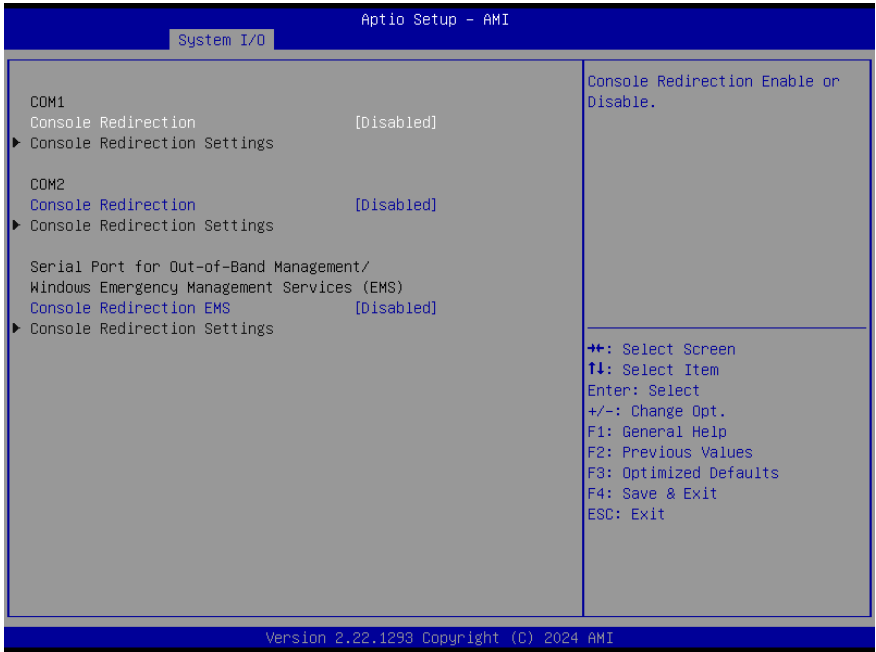 Aptio Setup – AMI
System I/O
COM1
Console Redirection [Disabled]
▶ Console Redirection Settings
COM2
Console Redirection [Disabled]
▶ Console Redirection Settings
Serial Port for Out-of-Band Management/
Windows Emergency Management Services (EMS)
Console Redirection EMS [Disabled]
▶ Console Redirection Settings
Console Redirection Enable or
Disable.
→←: Select Screen
↑↓: Select Item
Enter: Select
+/-: Change Opt.
F1: General Help
F2: Previous Values
F3: Optimized Defaults
F4: Save & Exit
ESC: Exit
Version 2.22.1293 Copyright (C) 2024 AMI